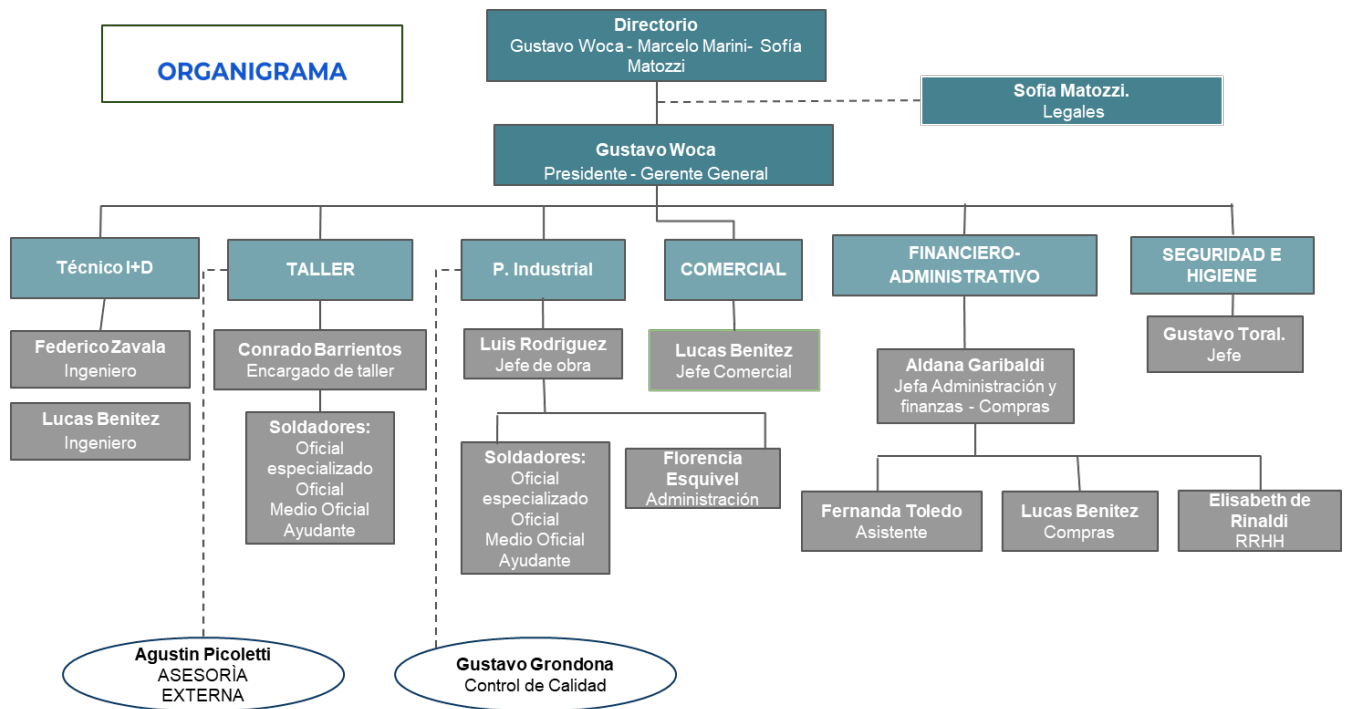 ORGANIGRAMA
Directorio
Gustavo Woca - Marcelo Marini- Sofía
Matozzi
Sofia Matozzi.
Legales
Gustavo Woca
Presidente - Gerente General
Técnico I+D
TALLER
P. Industrial
COMERCIAL
FINANCIERO-
ADMINISTRATIVO
SEGURIDAD E
HIGIENE
Federico Zavala
Ingeniero
Lucas Benitez
Ingeniero
Conrado Barrientos
Encargado de taller
Soldadores:
Oficial
especializado
Oficial
Medio Oficial
Ayudante
Luis Rodriguez
Jefe de obra
Soldadores:
Oficial
especializado
Oficial
Medio Oficial
Ayudante
Florencia
Esquivel
Administración
Lucas Benitez
Jefe Comercial
Aldana Garibaldi
Jefa Administración y
finanzas - Compras
Fernanda Toledo
Asistente
Lucas Benitez
Compras
Elisabeth de
Rinaldi
RRHH
Gustavo Toral.
Jefe
Agustin Picoletti
ASESORÌA
EXTERNA
Gustavo Grondona
Control de Calidad